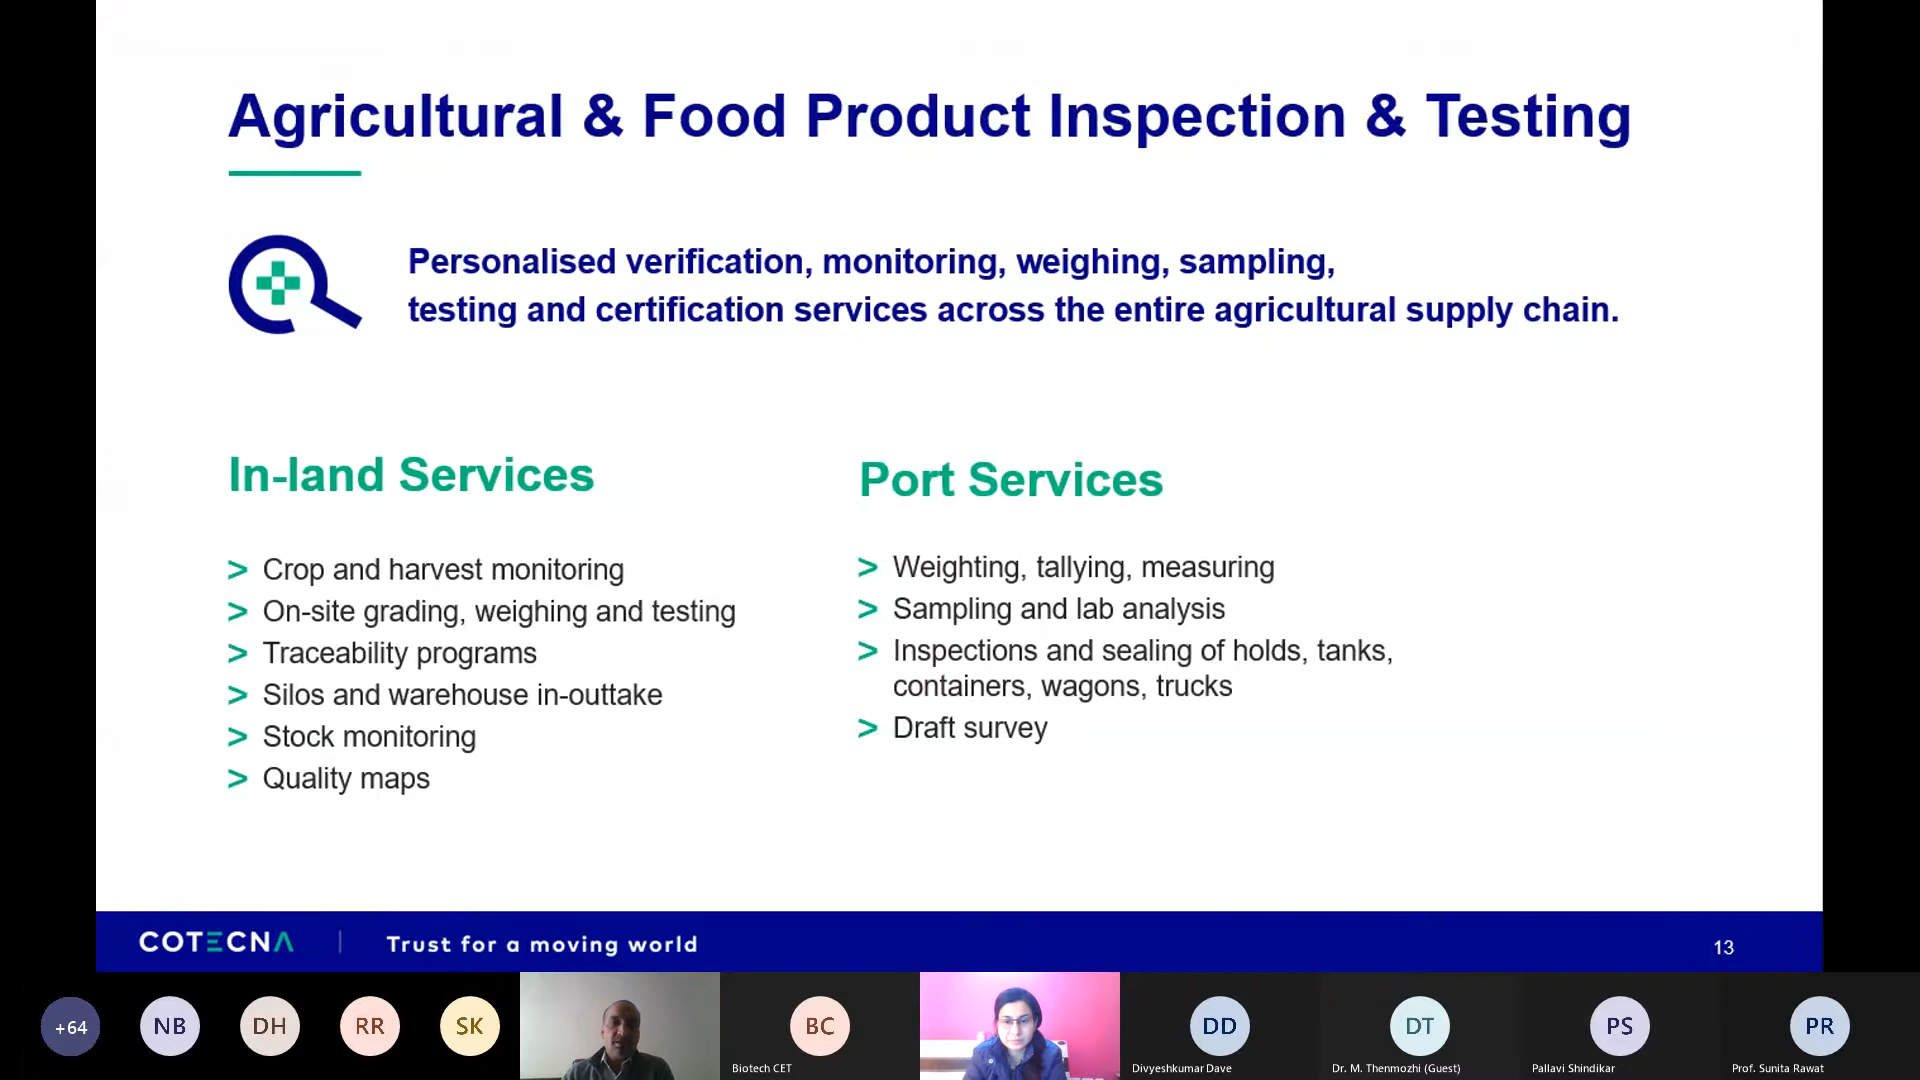 Agricultural & Food Product Inspection & Testing
Personalised verification, monitoring, weighing, sampling,
testing and certification services across the entire agricultural supply chain.
In-land Services
> Crop and harvest monitoring
> On-site grading, weighing and testing
> Traceability programs
> Silos and warehouse in-outtake
> Stock monitoring
> Quality maps
Port Services
> Weighting, tallying, measuring
> Sampling and lab analysis
> Inspections and sealing of holds, tanks,
containers, wagons, trucks
> Draft survey
COTECNA | Trust for a moving world
13
+64
NB
DH
RR
SK
BC
Biotech CET
DD
Divyeshkumar Dave
DT
Dr. M. Thenmozhi (Guest)
PS
Pallavi Shindikar
PR
Prof. Sunita Rawat